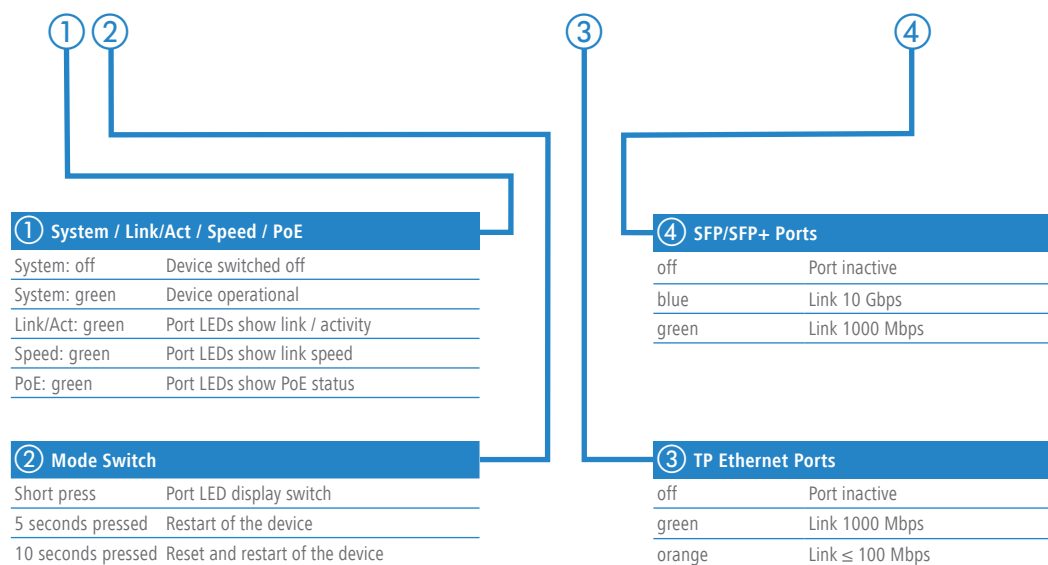 ① ② ③ ④
① System / Link/Act / Speed / PoE
System: off Device switched off
System: green Device operational
Link/Act: green Port LEDs show link / activity
Speed: green Port LEDs show link speed
PoE: green Port LEDs show PoE status
② Mode Switch
Short press Port LED display switch
5 seconds pressed Restart of the device
10 seconds pressed Reset and restart of the device
④ SFP/SFP+ Ports
off Port inactive
blue Link 10 Gbps
green Link 1000 Mbps
③ TP Ethernet Ports
off Port inactive
green Link 1000 Mbps
orange Link ≤ 100 Mbps